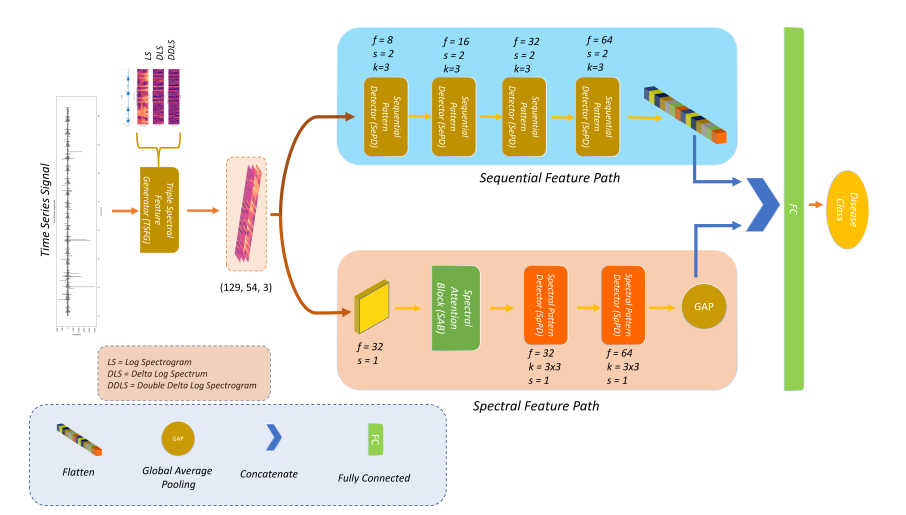 LS
DLS
DDLS
Time Series Signal
Triple Spectral
Feature
Generator (TSFG)
(129, 54, 3)
f = 8
s = 2
k=3
f = 16
s = 2
k=3
f = 32
s = 2
k=3
f = 64
s = 2
k=3
Sequential
Pattern
Detector (SePD)
Sequential
Pattern
Detector (SePD)
Sequential
Pattern
Detector (SePD)
Sequential
Pattern
Detector (SePD)
Sequential Feature Path
FC
Disease
Class
f = 32
s = 1
Spectral
Attention
Block (SAB)
Spectral Pattern
Detector (SpPD)
f = 32
k = 3x3
s = 1
Spectral Pattern
Detector (SpPD)
f = 64
k = 3x3
s = 1
GAP
Spectral Feature Path
LS = Log Spectrogram
DLS = Delta Log Spectrum
DDLS = Double Delta Log Spectrogram
GAP
FC
Flatten
Global Average
Pooling
Concatenate
Fully Connected